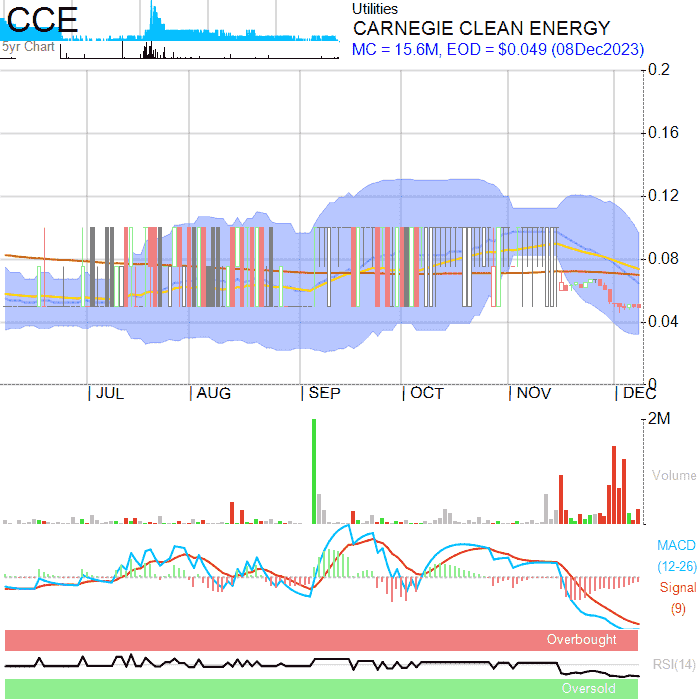 CCE
5yr Chart
Utilities
CARNEGIE CLEAN ENERGY
MC = 15.6M, EOD = $0.049 (08Dec2023)
0.2
0.16
0.12
0.08
0.04
0
JUL AUG SEP OCT NOV DEC
2M
Volume
MACD
(12-26)
Signal
(9)
Overbought
RSI(14)
Oversold